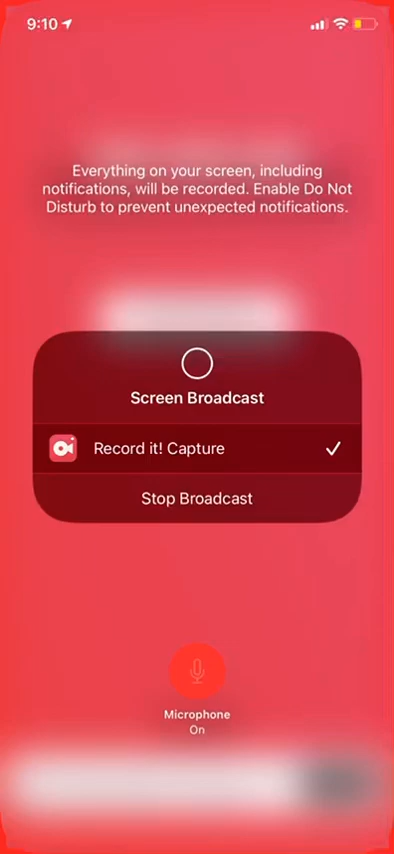 9:10
Everything on your screen, including
notifications, will be recorded. Enable Do Not
Disturb to prevent unexpected notifications.
Screen Broadcast
Record it! Capture
Stop Broadcast
Microphone
On